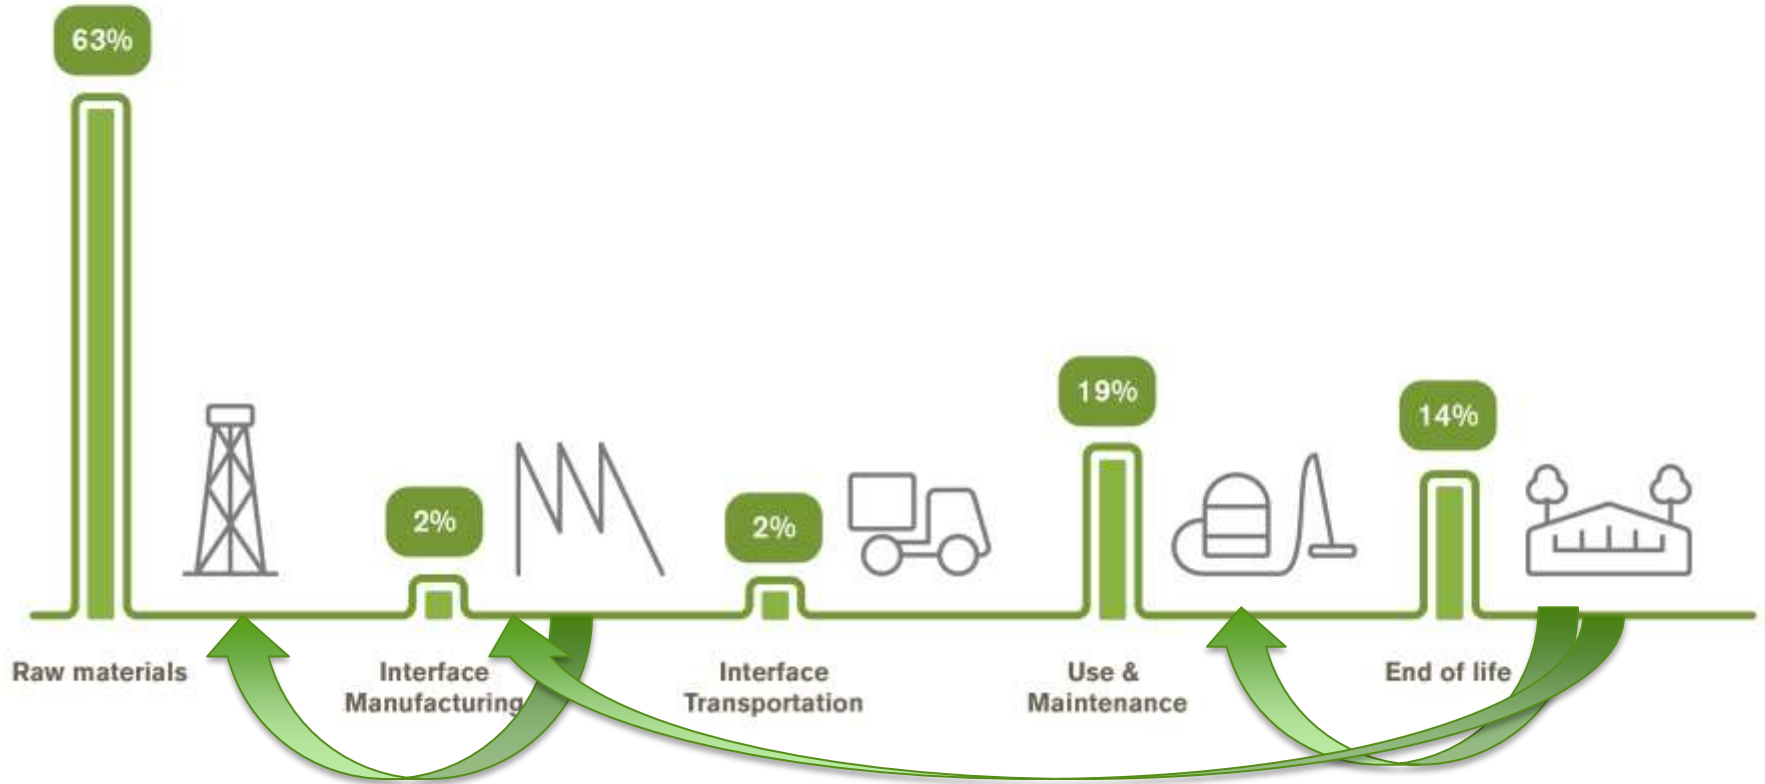 63%
2%
2%
19%
14%
Raw materials
Interface
Manufacturing
Interface
Transportation
Use &
Maintenance
End of life